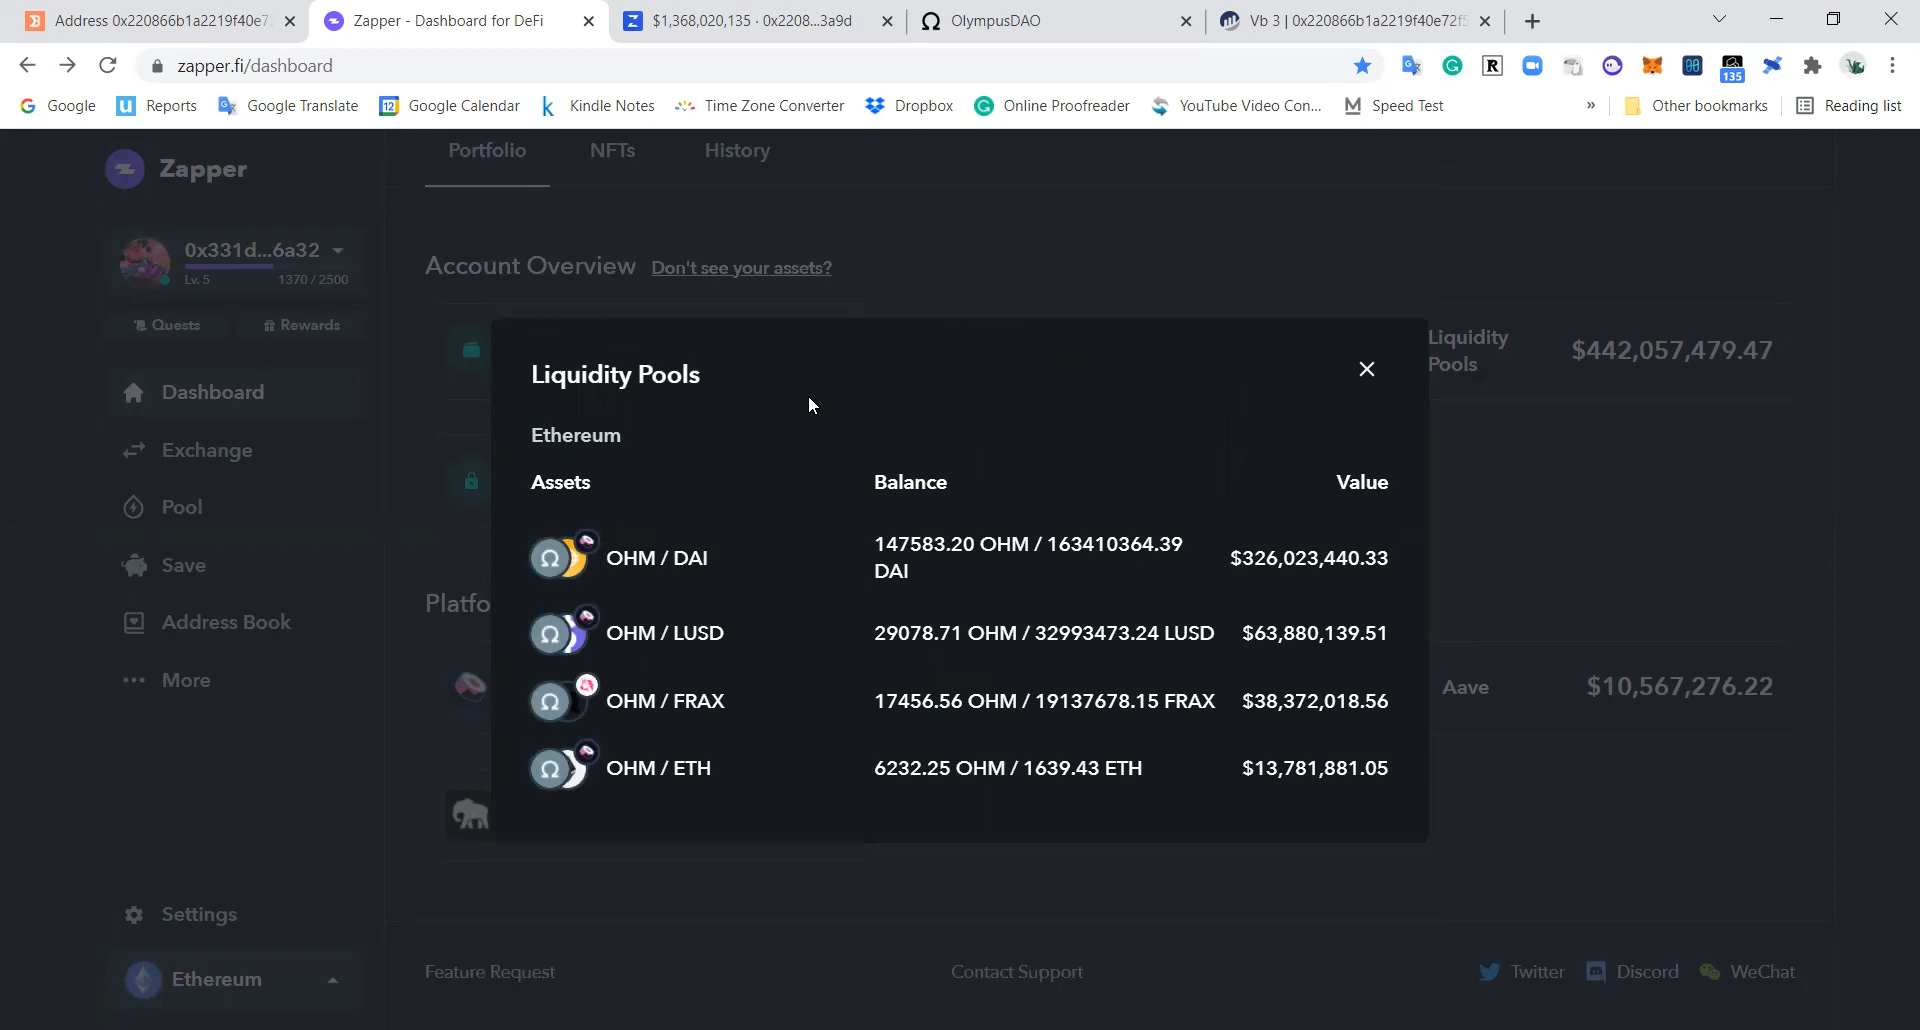 Address 0x220866b1a2219f40e7
Zapper - Dashboard for DeFi
$1,368,020,135 · 0x2208...3a9d
OlympusDAO
Vb 3 | 0x220866b1a2219f40e72f5
zapper.fi/dashboard
135
Google
Reports
Google Translate
12 Google Calendar
Kindle Notes
Time Zone Converter
Dropbox
Online Proofreader
YouTube Video Con...
Speed Test
»
Other bookmarks
Reading list
Zapper
Portfolio
NFTs
History
0x331d...6a32
Lv. 5
1370 / 2500
Quests
Rewards
Dashboard
Exchange
Pool
Save
Address Book
More
Settings
Ethereum
Account Overview
Don't see your assets?
Liquidity
Pools
$442,057,479.47
Platfo
Aave
$10,567,276.22
Liquidity Pools
Ethereum
Assets
Balance
Value
OHM / DAI
147583.20 OHM / 163410364.39
DAI
$326,023,440.33
OHM / LUSD
29078.71 OHM / 32993473.24 LUSD
$63,880,139.51
OHM / FRAX
17456.56 OHM / 19137678.15 FRAX
$38,372,018.56
OHM / ETH
6232.25 OHM / 1639.43 ETH
$13,781,881.05
Feature Request
Contact Support
Twitter
Discord
WeChat